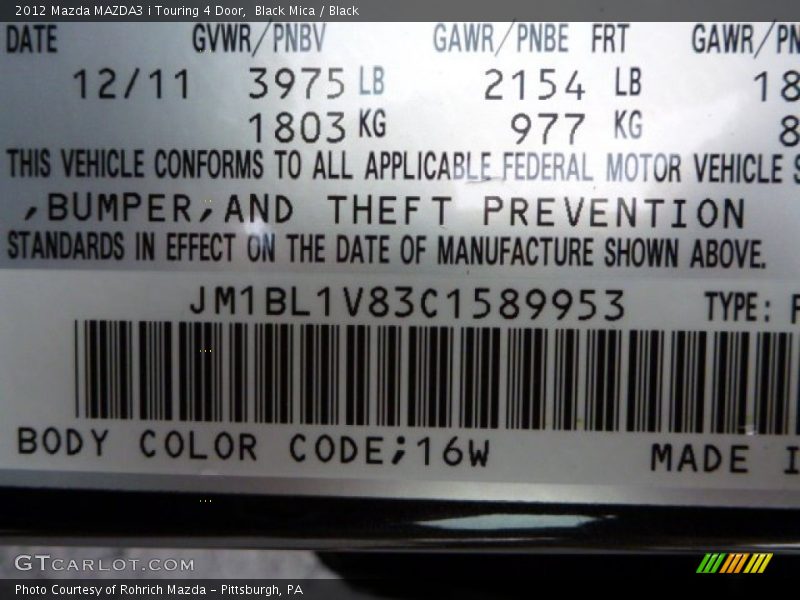 2012 Mazda MAZDA3 i Touring 4 Door, Black Mica / Black
DATE GVWR/PNBV GAWR/PNBE FRT GAWR/PN
12/11 3975 LB 2154 LB 18
1803 KG 977 KG 8
THIS VEHICLE CONFORMS TO ALL APPLICABLE FEDERAL MOTOR VEHICLE S
,BUMPER,AND THEFT PREVENTION
STANDARDS IN EFFECT ON THE DATE OF MANUFACTURE SHOWN ABOVE.
JM1BL1V83C1589953 TYPE: P
BODY COLOR CODE;16W MADE I
GTCARLOT.COM
Photo Courtesy of Rohrich Mazda - Pittsburgh, PA